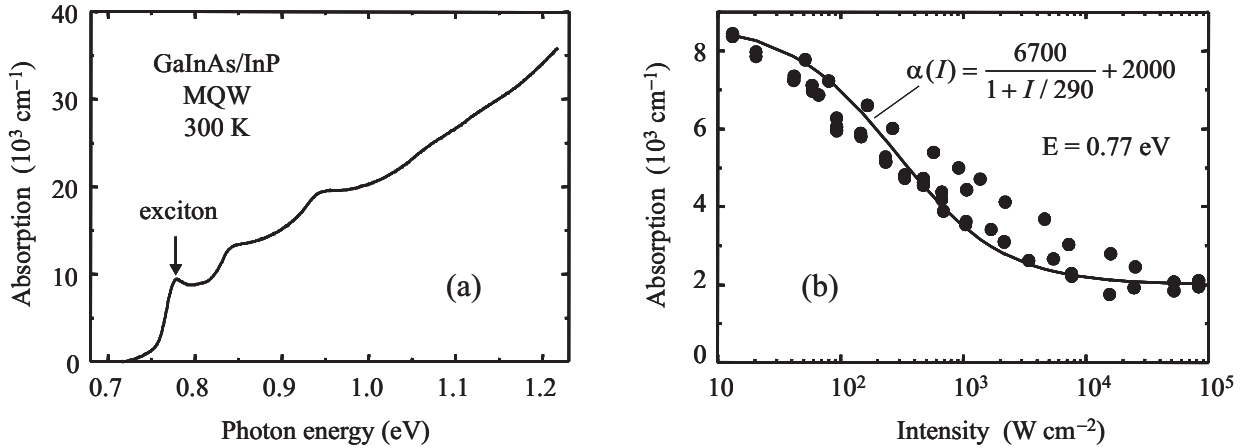 40
30
20
10
0
Absorption (10³ cm⁻¹)
GaInAs/InP
MQW
300 K
exciton
(a)
0.7 0.8 0.9 1.0 1.1 1.2
Photon energy (eV)
8
6
4
2
0
Absorption (10³ cm⁻¹)
α(I) = 6700 / (1 + I / 290) + 2000
E = 0.77 eV
(b)
10 10² 10³ 10⁴ 10⁵
Intensity (W cm⁻²)